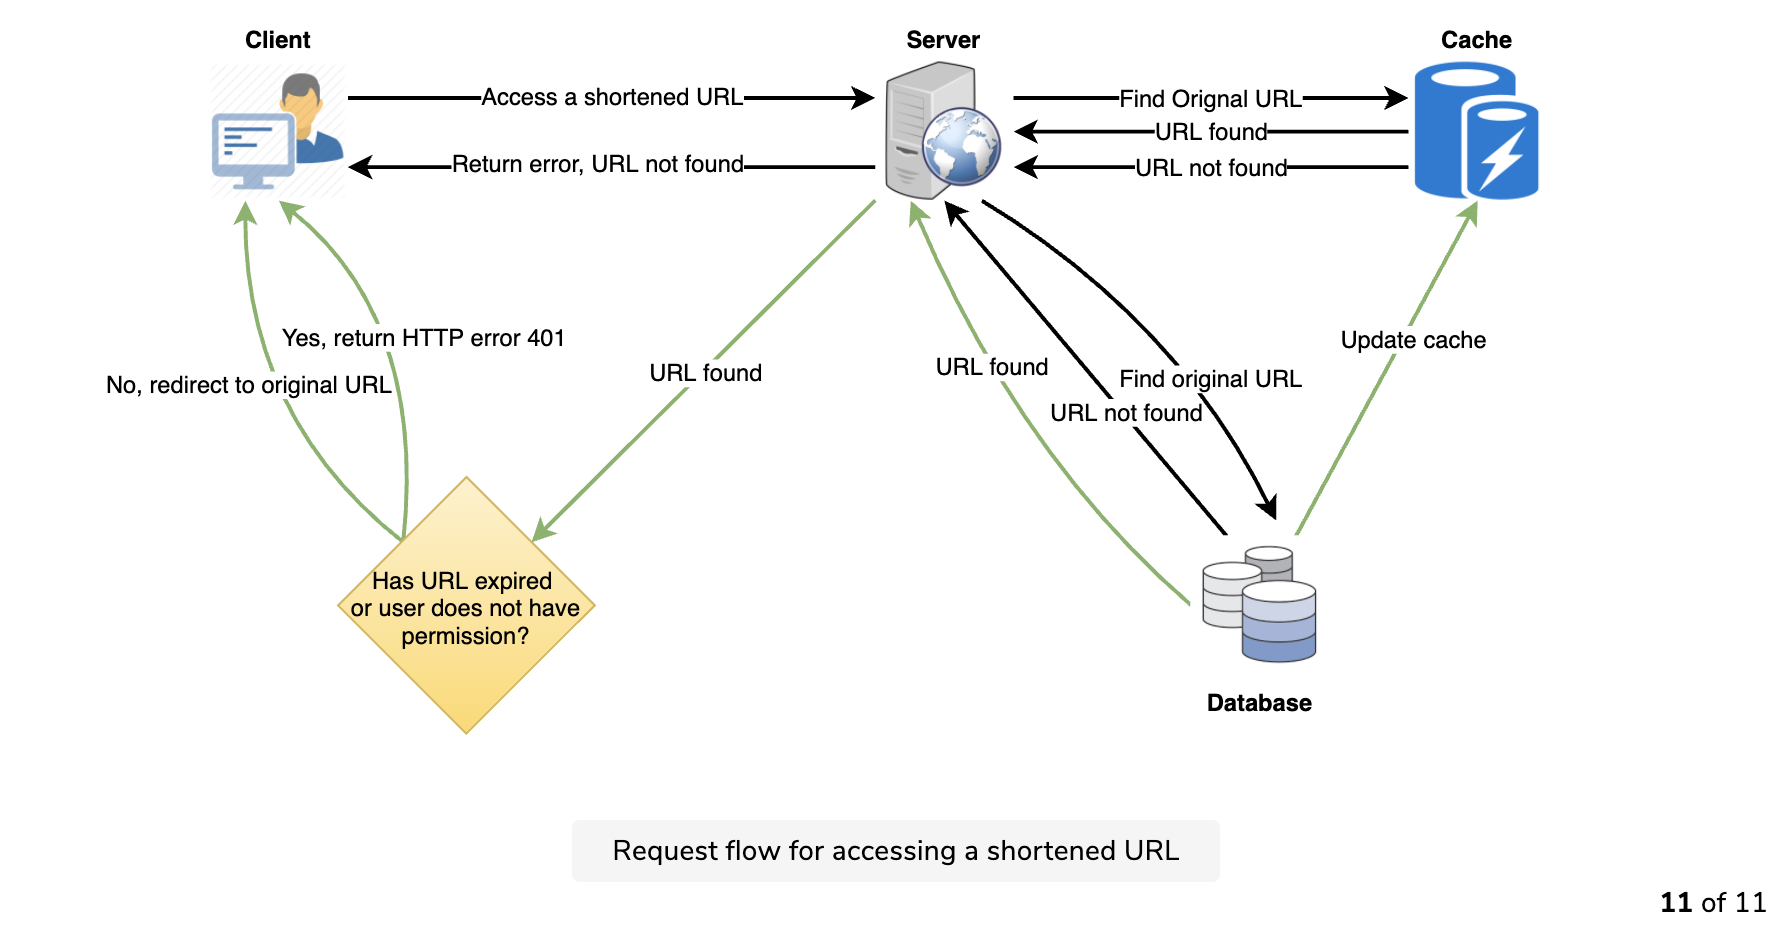 Client
Server
Cache
Access a shortened URL
Find Orignal URL
URL found
Return error, URL not found
URL not found
Yes, return HTTP error 401
Update cache
URL found
URL found
Find original URL
No, redirect to original URL
URL not found
Has URL expired
or user does not have
permission?
Database
Request flow for accessing a shortened URL
11 of 11